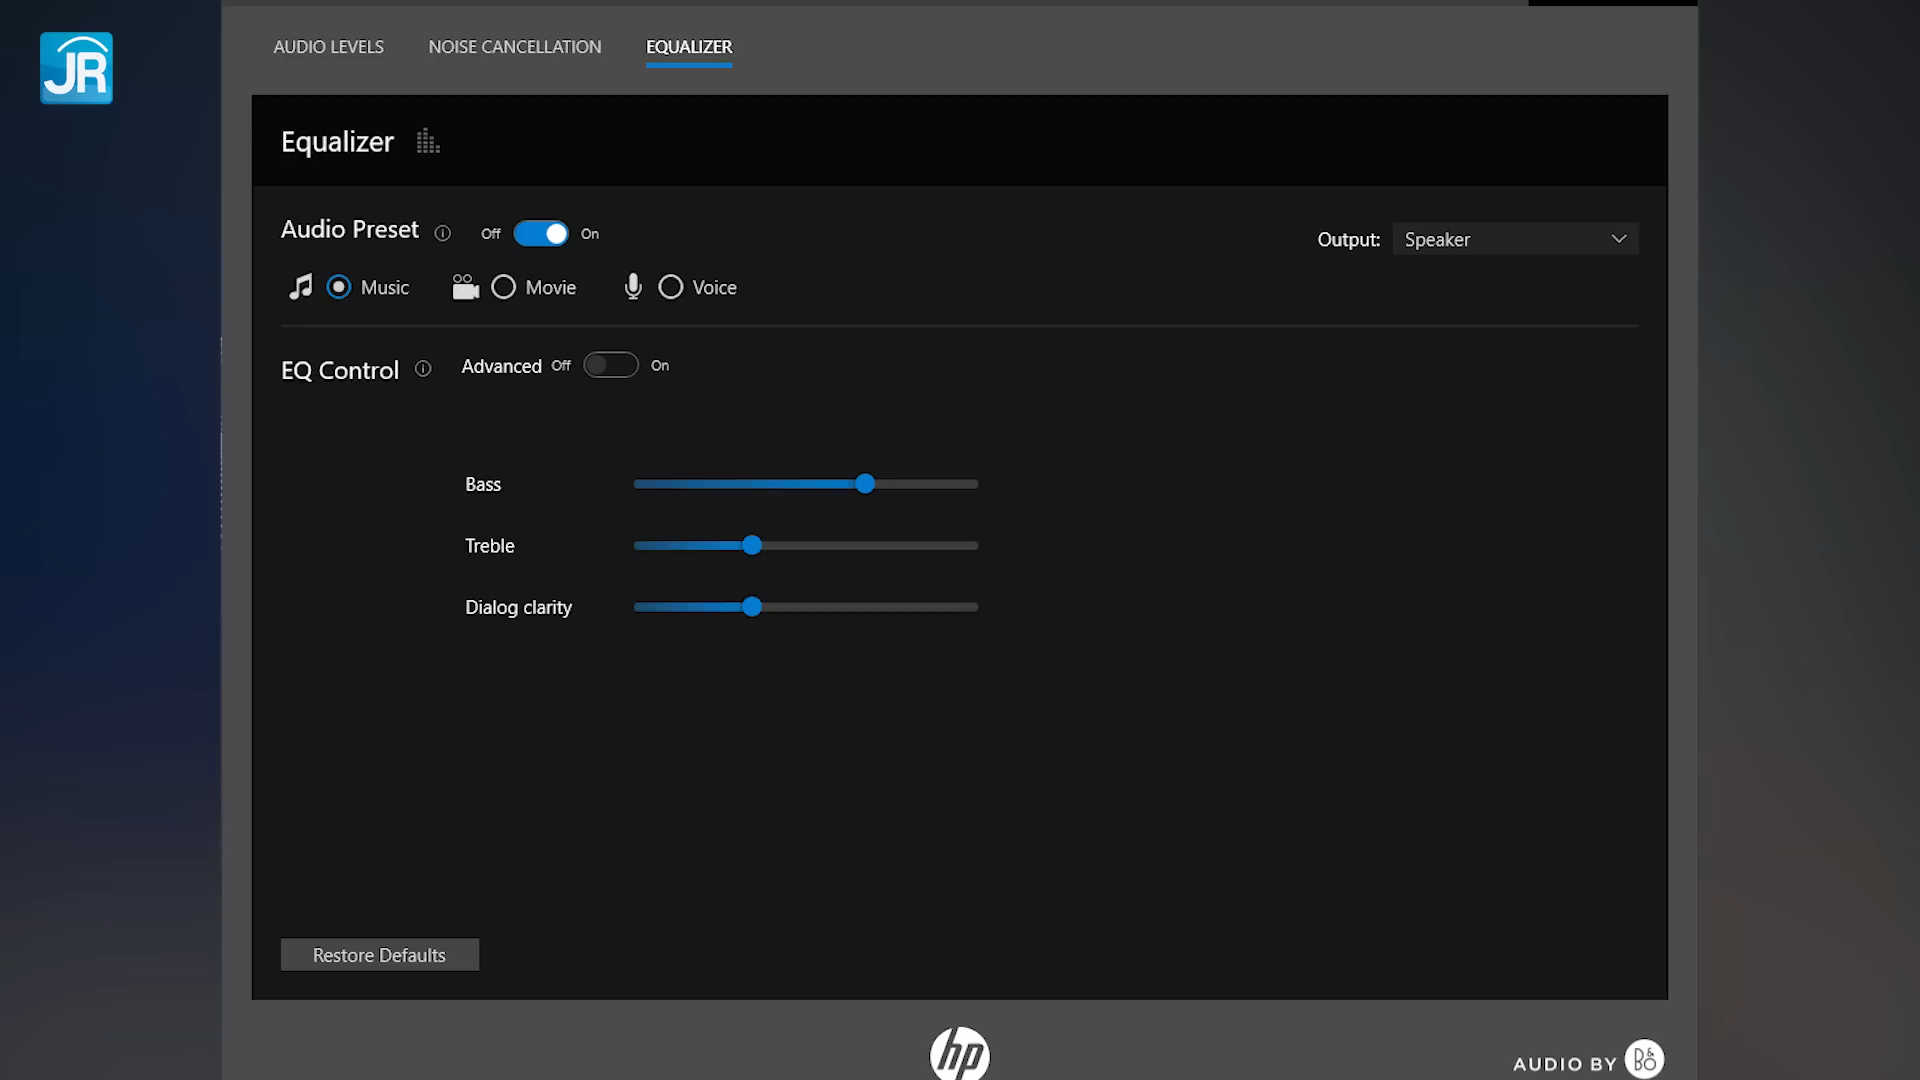 JR
AUDIO LEVELS NOISE CANCELLATION EQUALIZER
Equalizer
Audio Preset Off On Output: Speaker
Music Movie Voice
EQ Control Advanced Off On
Bass
Treble
Dialog clarity
Restore Defaults
hp
AUDIO BY B&O